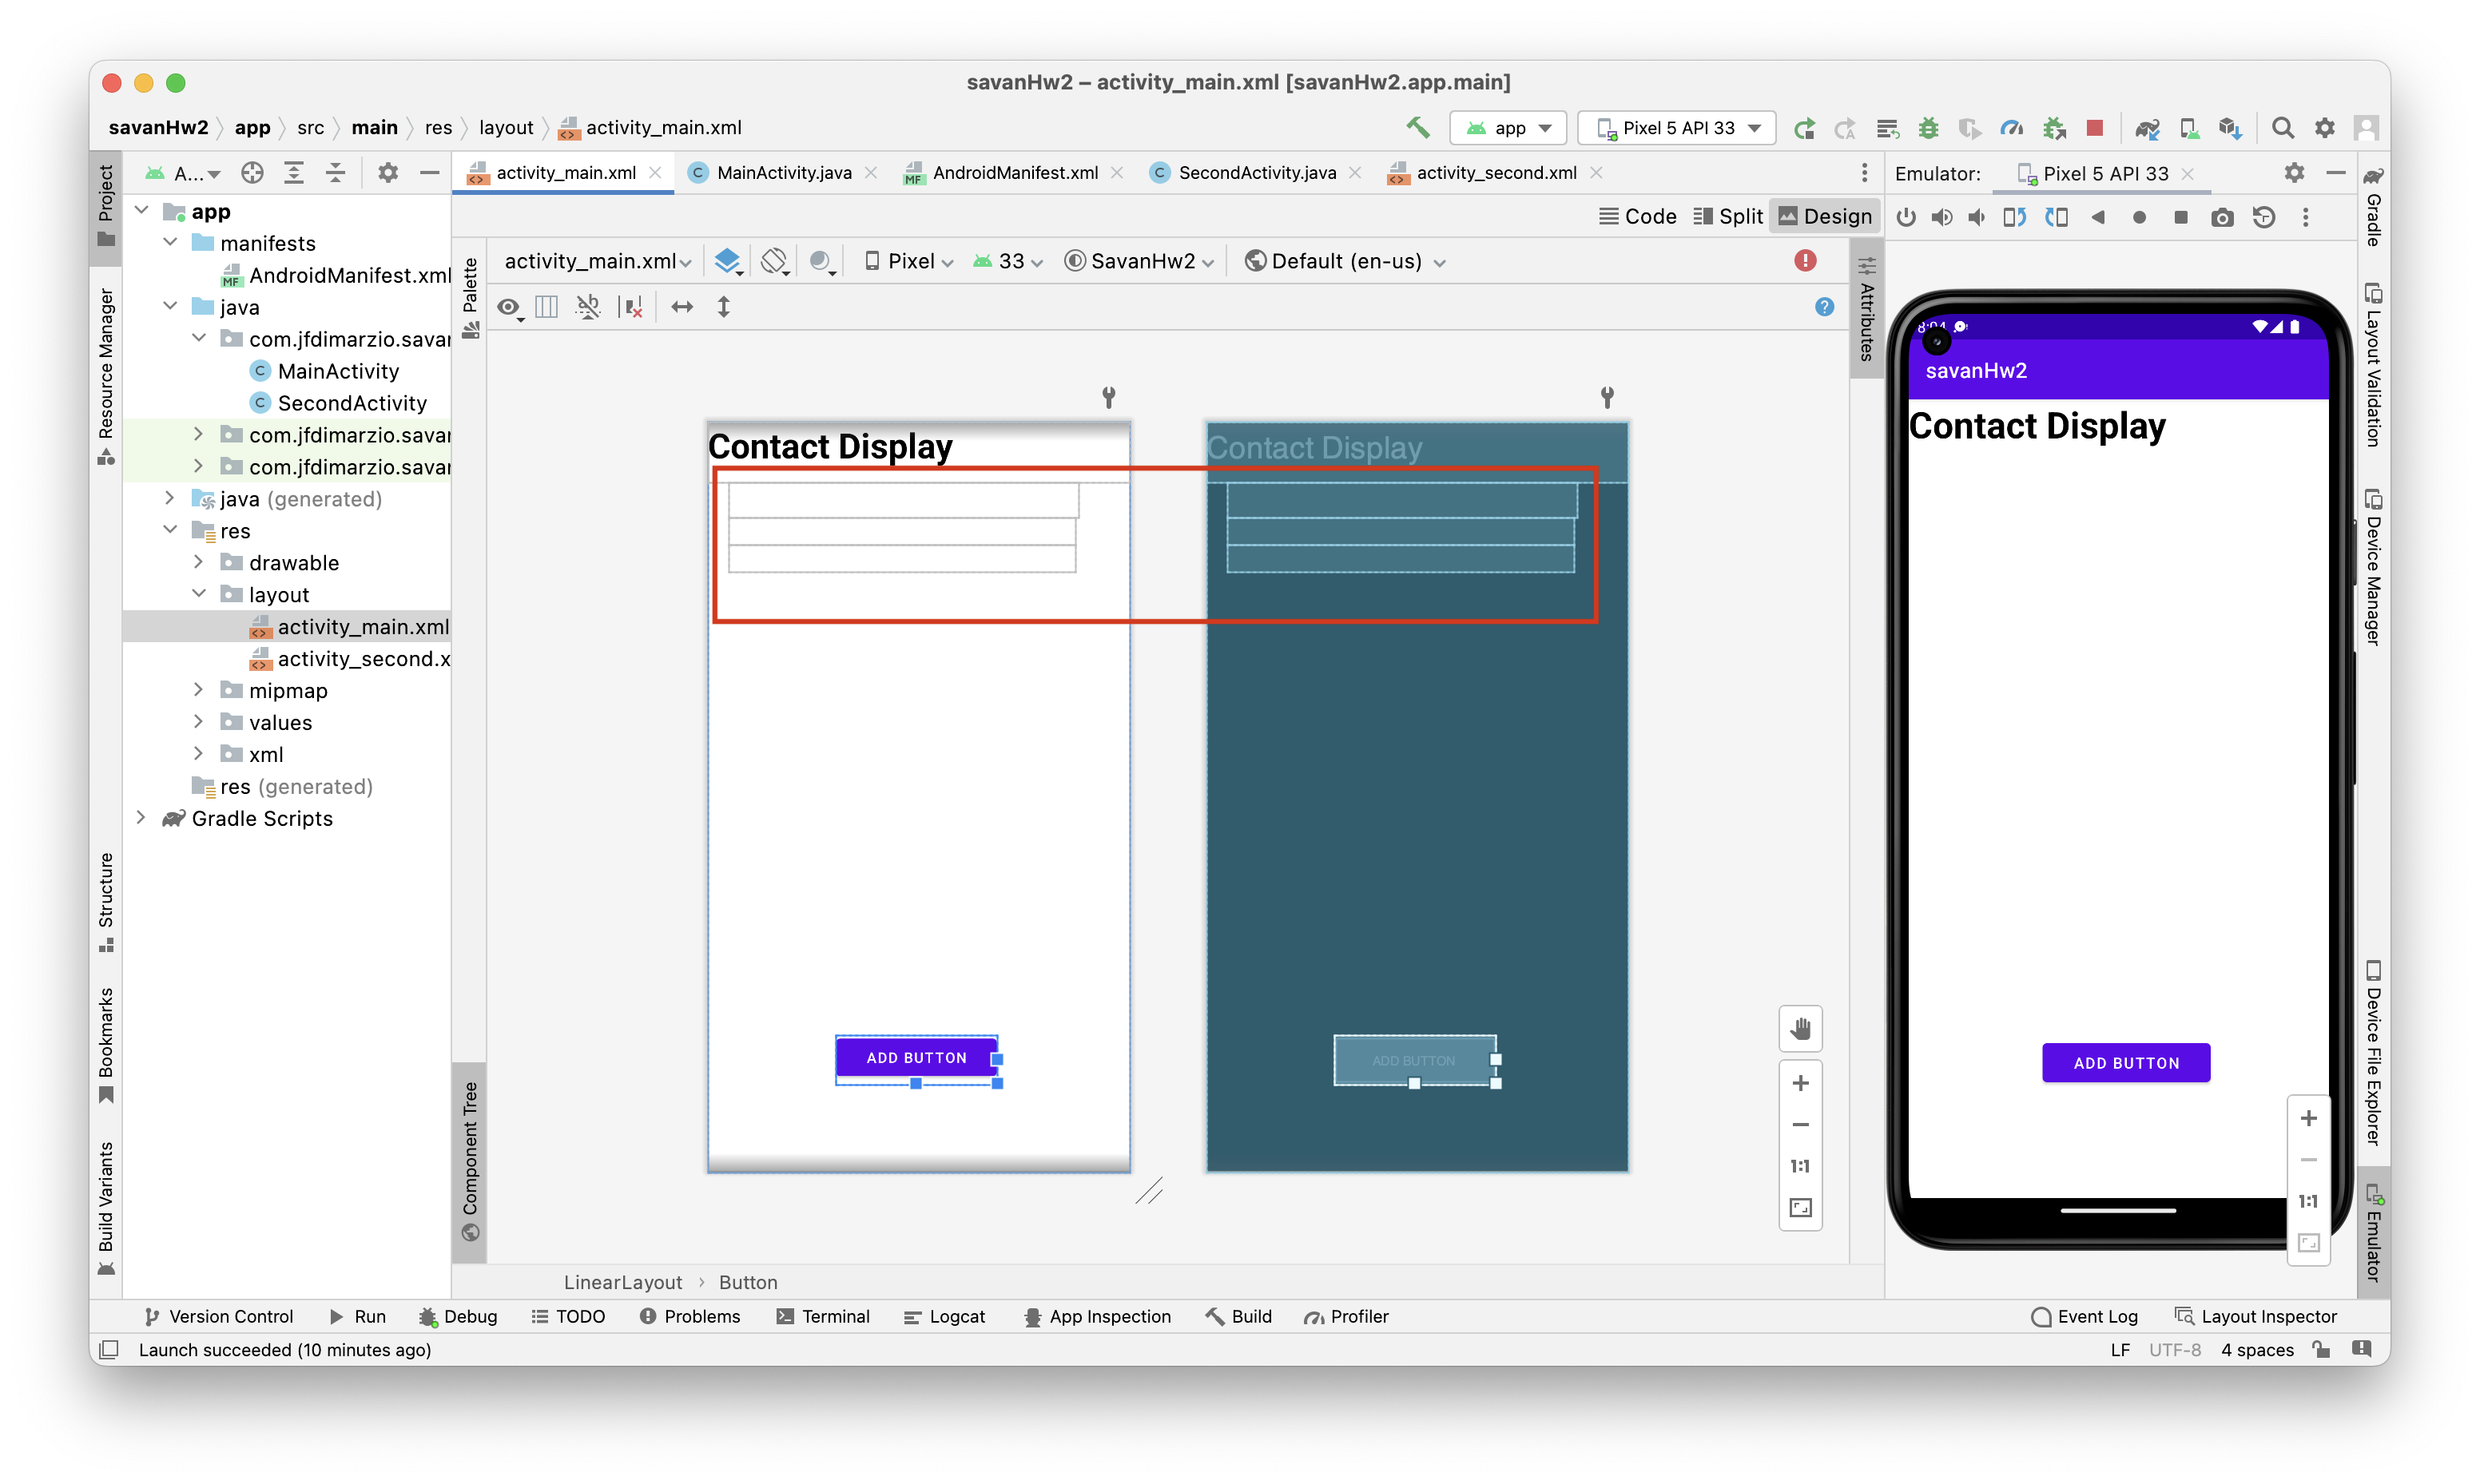 savanHw2 – activity_main.xml [savanHw2.app.main]
savanHw2 app src main res layout activity_main.xml
app Pixel 5 API 33
A...
activity_main.xml MainActivity.java AndroidManifest.xml SecondActivity.java activity_second.xml
Emulator: Pixel 5 API 33
Code Split Design
activity_main.xml Pixel 33 SavanHw2 Default (en-us)
Project
Resource Manager
Structure
Bookmarks
Build Variants
app
manifests
AndroidManifest.xml
java
com.jfdimarzio.savan
MainActivity
SecondActivity
com.jfdimarzio.savan
com.jfdimarzio.savan
java (generated)
res
drawable
layout
activity_main.xml
activity_second.x
mipmap
values
xml
res (generated)
Gradle Scripts
Palette
Component Tree
Contact Display
ADD BUTTON
Contact Display
ADD BUTTON
1:1
Attributes
8:04
savanHw2
Contact Display
ADD BUTTON
1:1
Gradle
Layout Validation
Device Manager
Device File Explorer
Emulator
LinearLayout › Button
Version Control Run Debug TODO Problems Terminal Logcat App Inspection Build Profiler Event Log Layout Inspector
Launch succeeded (10 minutes ago) LF UTF-8 4 spaces